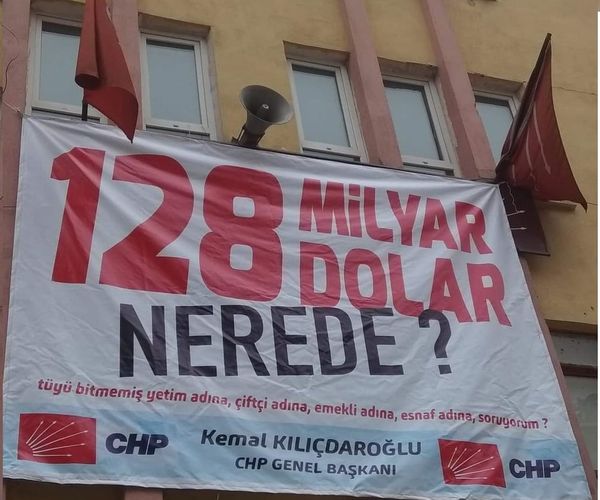 128 MİLYAR
DOLAR
NEREDE ?
tüyü bitmemiş yetim adına, çiftçi adına, emekli adına, esnaf adına, soruyorum ?
CHP Kemal KILIÇDAROĞLU CHP
CHP GENEL BAŞKANI